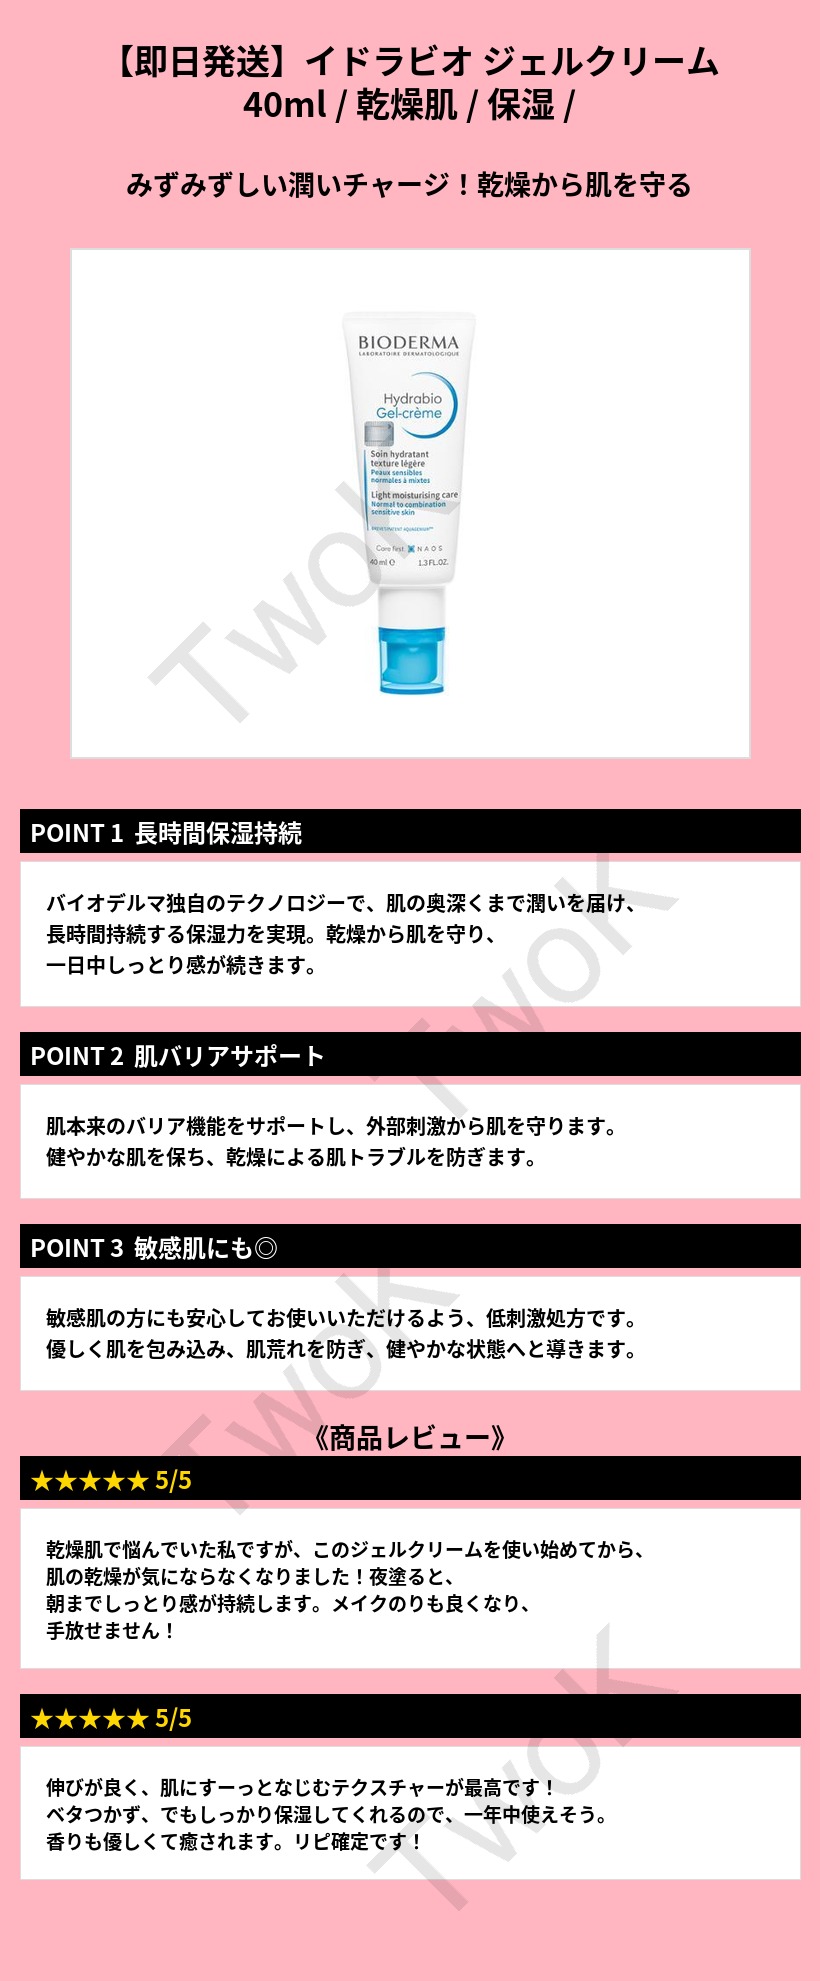 【即日発送】イドラビオ ジェルクリーム
40ml / 乾燥肌 / 保湿 /
みずみずしい潤いチャージ！乾燥から肌を守る
BIODERMA
LABORATOIRE DERMATOLOGIQUE
Hydrabio
Gel-crème
Soin hydratant
texture légère
Peaux sensibles
normales à mixtes
Light moisturising care
Normal to combination
sensitive skin
Care first. NAOS
40 ml ℮ 1.3 FL.OZ.
TwoK
POINT 1 長時間保湿持続
バイオデルマ独自のテクノロジーで、肌の奥深くまで潤いを届け、
長時間持続する保湿力を実現。乾燥から肌を守り、
一日中しっとり感が続きます。
TwoK
POINT 2 肌バリアサポート
肌本来のバリア機能をサポートし、外部刺激から肌を守ります。
健やかな肌を保ち、乾燥による肌トラブルを防ぎます。
POINT 3 敏感肌にも◎
敏感肌の方にも安心してお使いいただけるよう、低刺激処方です。
優しく肌を包み込み、肌荒れを防ぎ、健やかな状態へと導きます。
TwoK
《商品レビュー》
★★★★★ 5/5
乾燥肌で悩んでいた私ですが、このジェルクリームを使い始めてから、
肌の乾燥が気にならなくなりました！夜塗ると、
朝までしっとり感が持続します。メイクのりも良くなり、
手放せません！
★★★★★ 5/5
伸びが良く、肌にすーっとなじむテクスチャーが最高です！
ベタつかず、でもしっかり保湿してくれるので、一年中使えそう。
香りも優しくて癒されます。リピ確定です！
TwoK